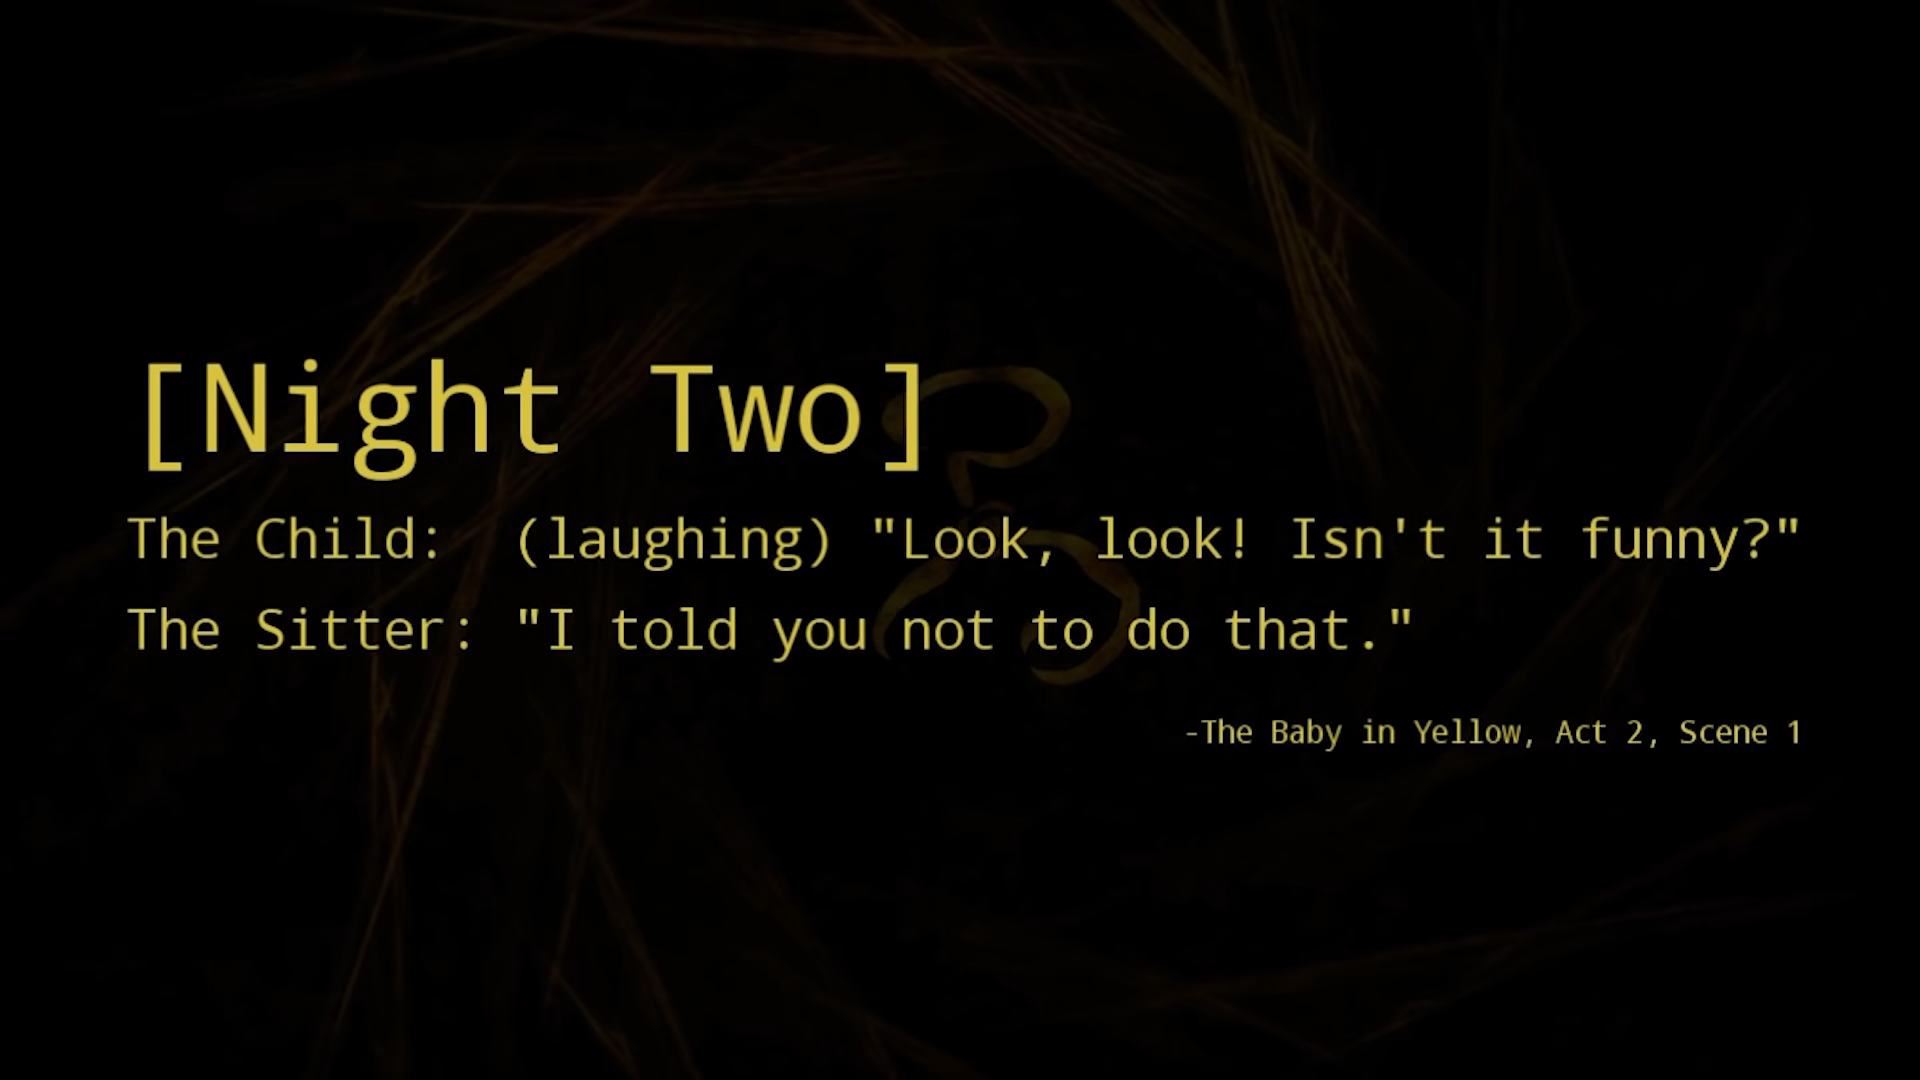 [Night Two]
The Child:  (laughing) "Look, look! Isn't it funny?"
The Sitter: "I told you not to do that."
-The Baby in Yellow, Act 2, Scene 1